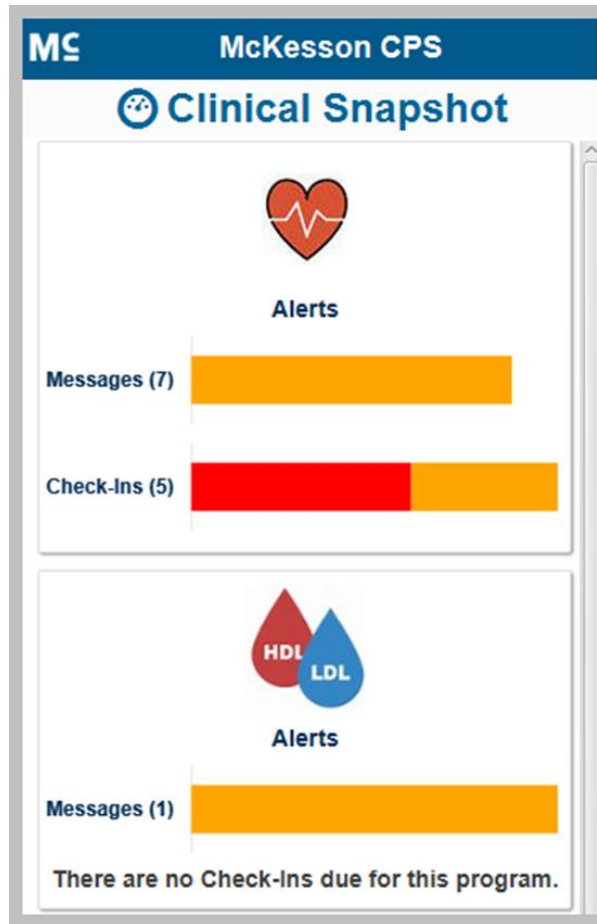 McKesson CPS
Clinical Snapshot
Alerts
Messages (7)
Check-Ins (5)
HDL
LDL
Alerts
Messages (1)
There are no Check-Ins due for this program.